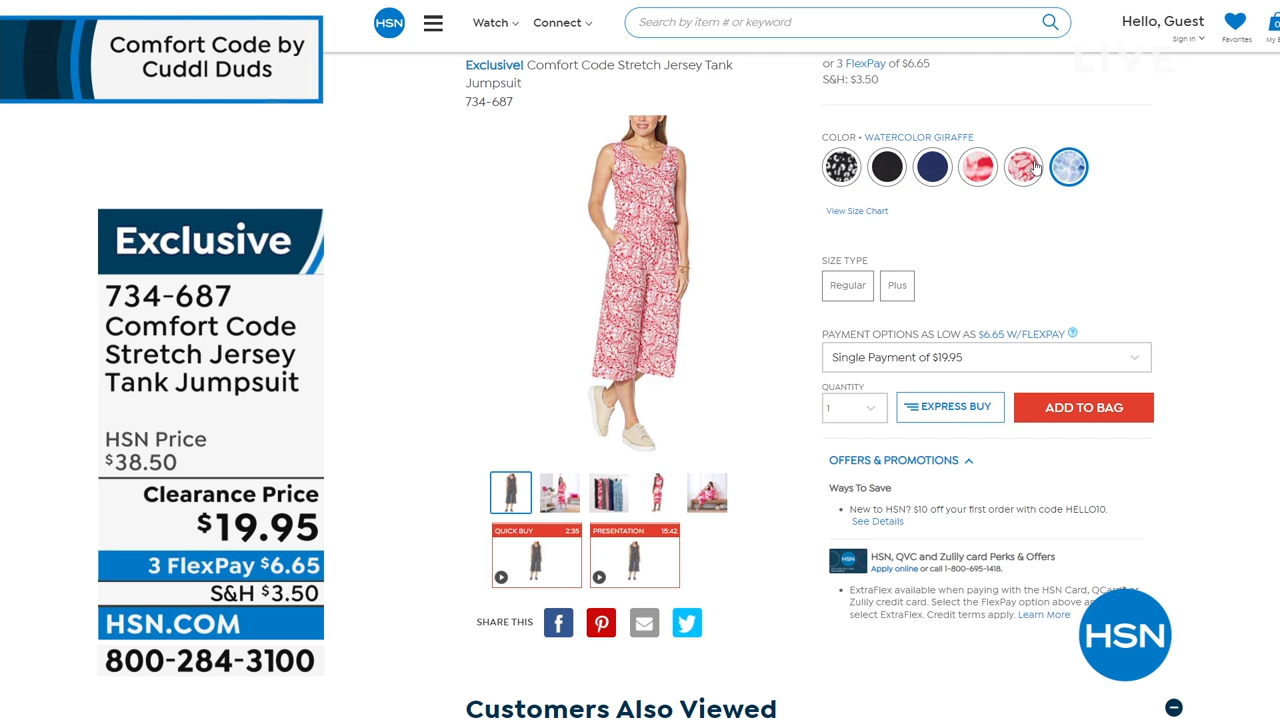 Comfort Code by
Cuddl Duds
Exclusive
734-687
Comfort Code
Stretch Jersey
Tank Jumpsuit
HSN Price
$38.50
Clearance Price
$19.95
3 FlexPay $6.65
S&H $3.50
HSN.COM
800-284-3100
HSN
Watch
Connect
Search by item # or keyword
Hello, Guest
Sign In
Favorites
LIVE
Exclusive! Comfort Code Stretch Jersey Tank
Jumpsuit
734-687
or 3 FlexPay of $6.65
S&H: $3.50
COLOR • WATERCOLOR GIRAFFE
View Size Chart
SIZE TYPE
Regular
Plus
PAYMENT OPTIONS AS LOW AS $6.65 W/FLEXPAY ?
Single Payment of $19.95
QUANTITY
1
EXPRESS BUY
ADD TO BAG
QUICK BUY 2:35
PRESENTATION 15:42
SHARE THIS
OFFERS & PROMOTIONS
Ways To Save
• New to HSN? $10 off your first order with code HELLO10.
See Details
HSN
HSN, QVC and Zulily card Perks & Offers
Apply online or call 1-800-695-1418.
• ExtraFlex available when paying with the HSN Card, QCard or
Zulily credit card. Select the FlexPay option above
select ExtraFlex. Credit terms apply. Learn More
HSN
Customers Also Viewed